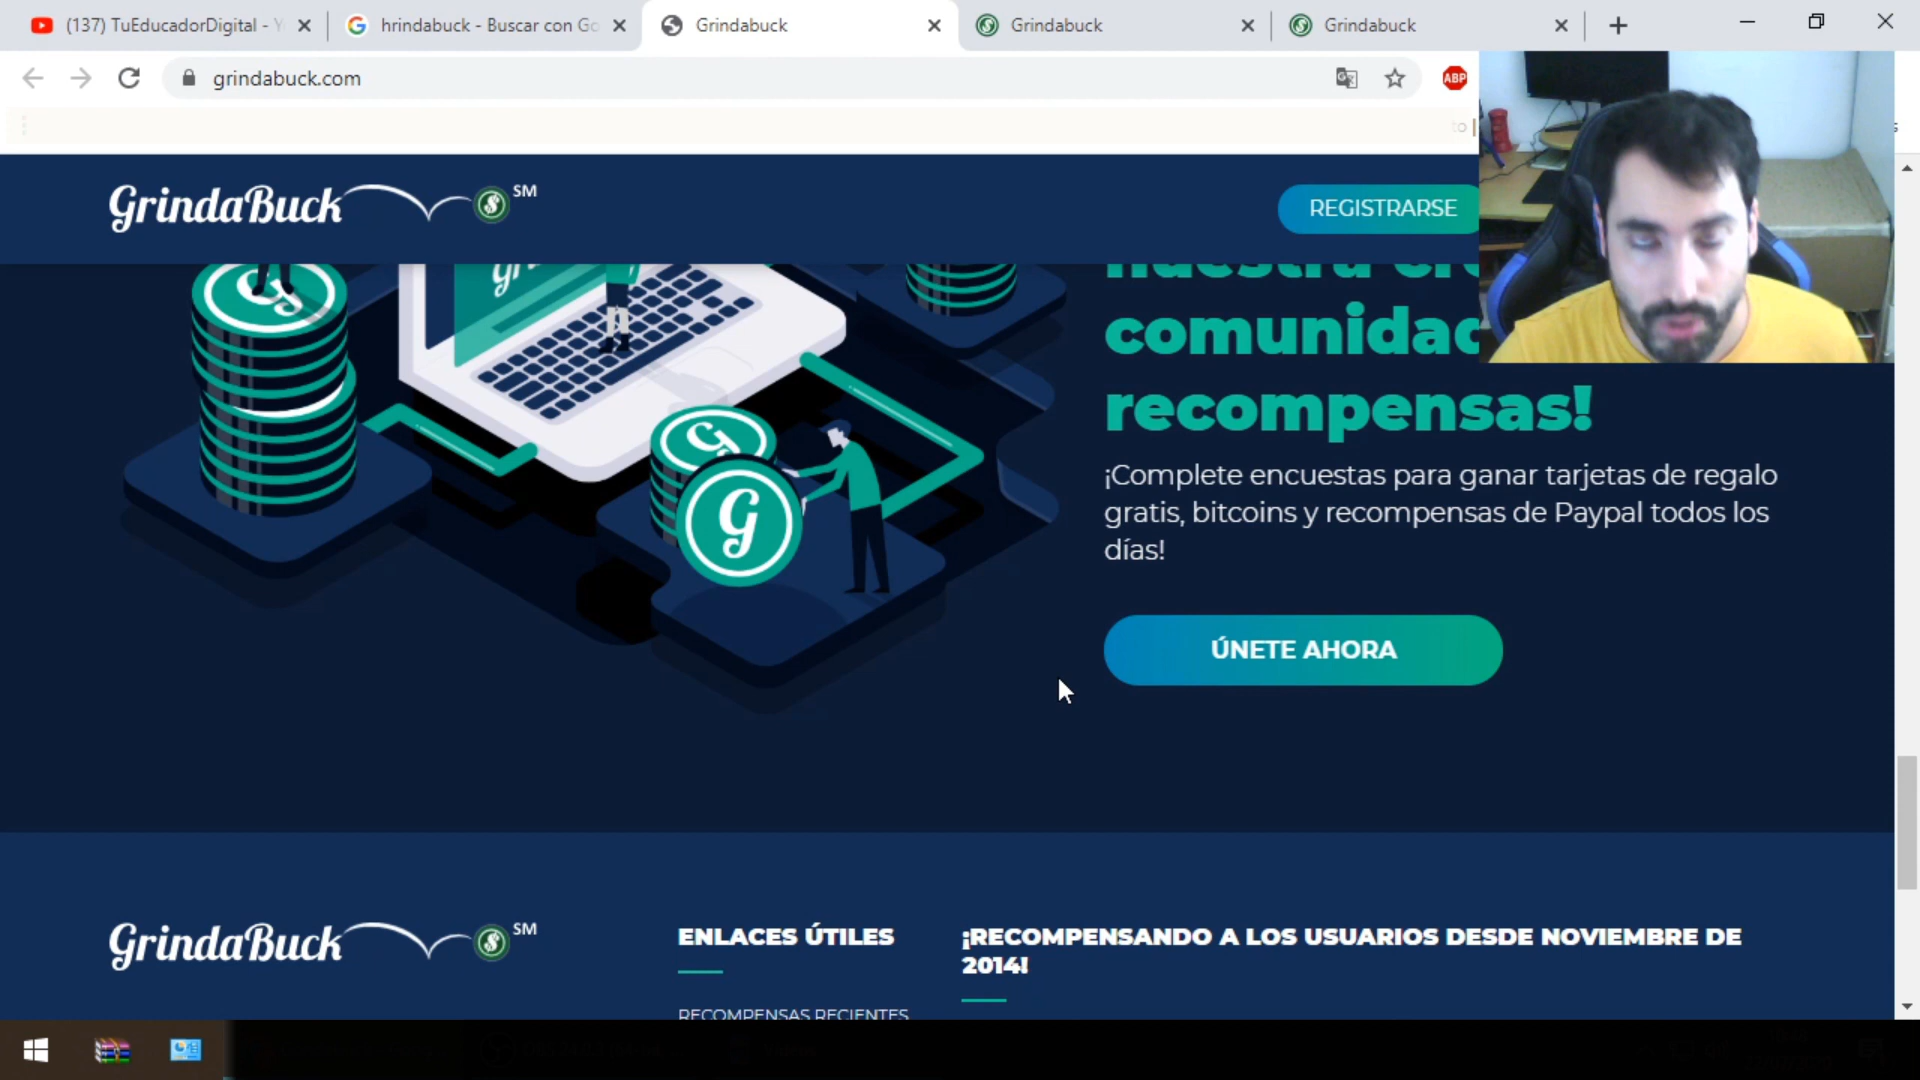 (137) TuEducadorDigital - Y
hrindabuck - Buscar con Go
Grindabuck
Grindabuck
Grindabuck
grindabuck.com
ABP
GrindaBuck SM
REGISTRARSE
comunidad
recompensas!
¡Complete encuestas para ganar tarjetas de regalo
gratis, bitcoins y recompensas de Paypal todos los
días!
G
ÚNETE AHORA
GrindaBuck SM
ENLACES ÚTILES
¡RECOMPENSANDO A LOS USUARIOS DESDE NOVIEMBRE DE
2014!
RECOMPENSAS RECIENTES